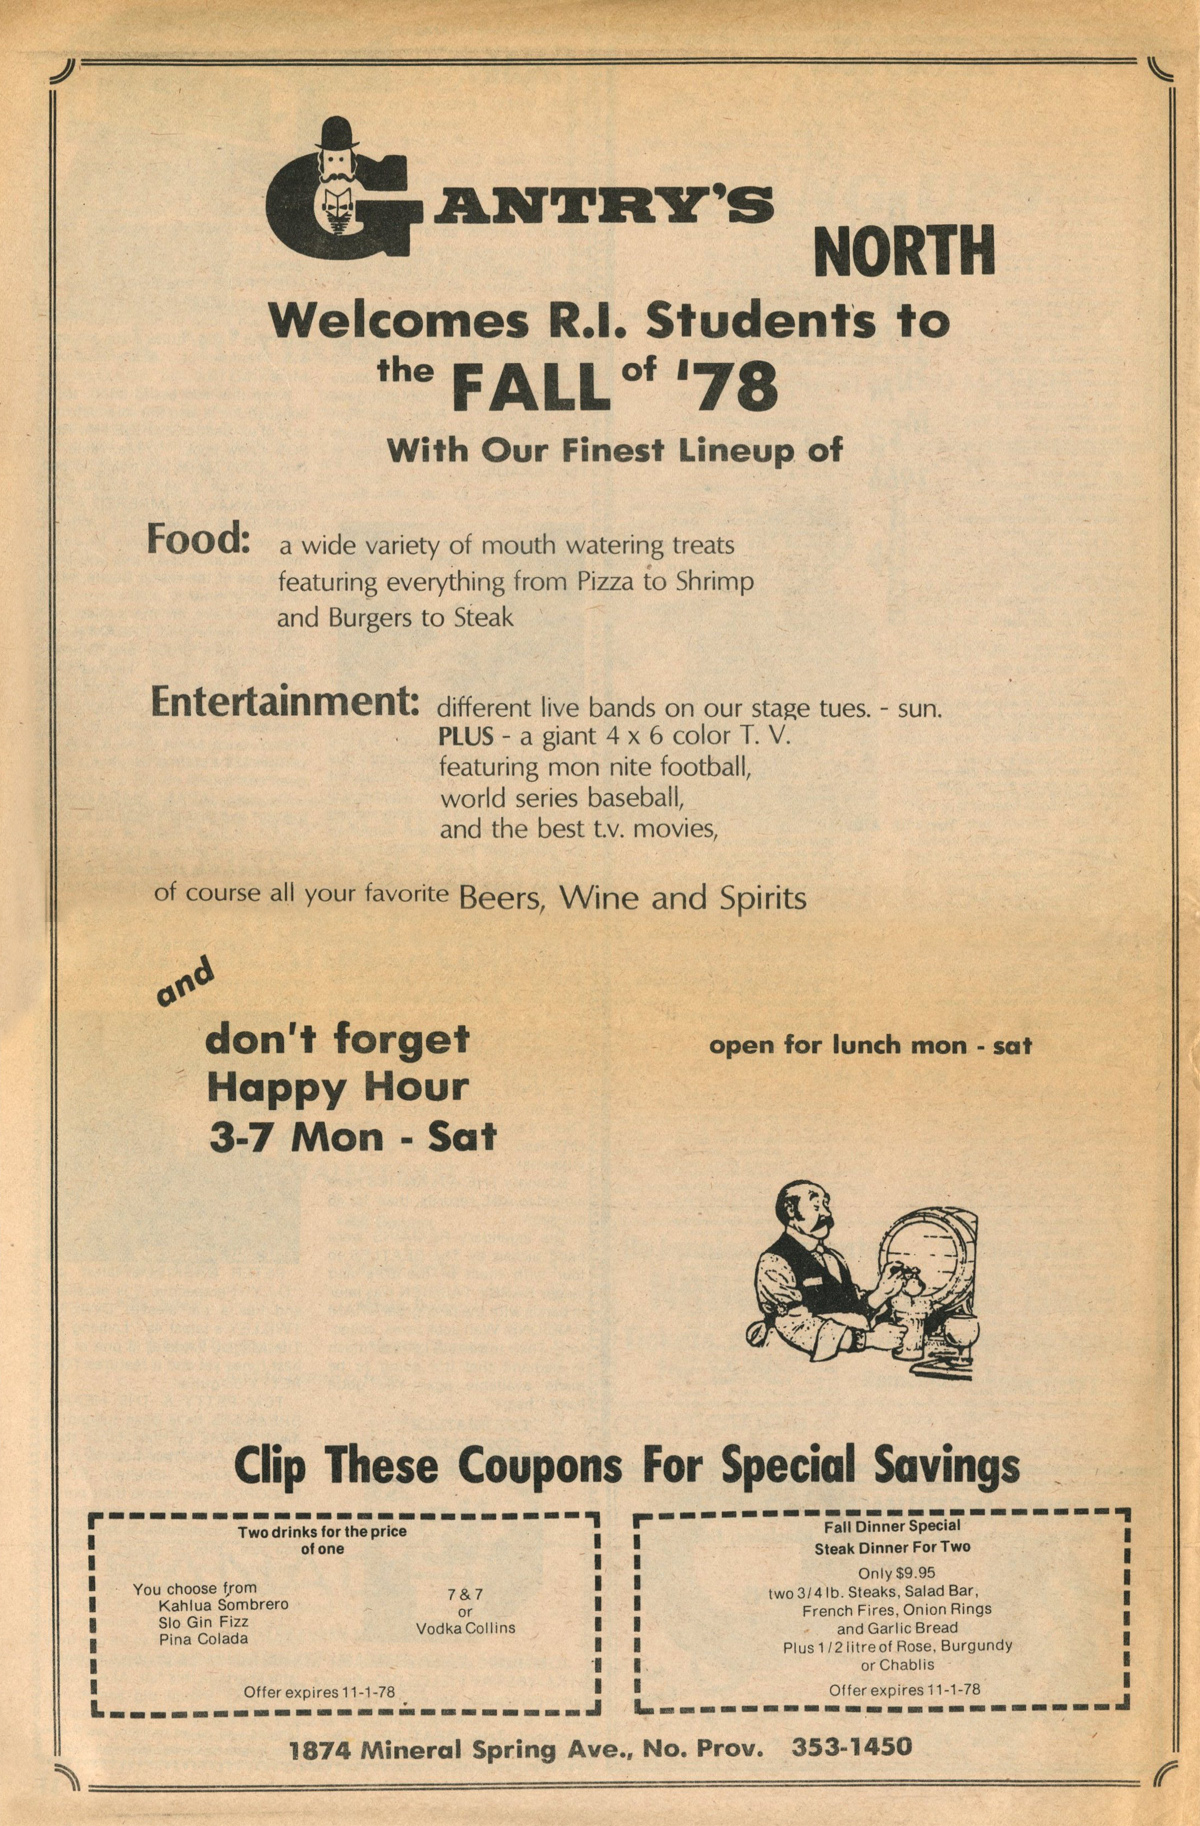 GANTRY'S
NORTH
Welcomes R.I. Students to
the FALL of '78
With Our Finest Lineup of
Food: a wide variety of mouth watering treats
featuring everything from Pizza to Shrimp
and Burgers to Steak
Entertainment: different live bands on our stage tues. - sun.
PLUS - a giant 4 x 6 color T. V.
featuring mon nite football,
world series baseball,
and the best t.v. movies,
of course all your favorite Beers, Wine and Spirits
and
don't forget
Happy Hour
3-7 Mon - Sat
open for lunch mon - sat
Clip These Coupons For Special Savings
Two drinks for the price
of one
You choose from
Kahlua Sombrero
Slo Gin Fizz
Pina Colada
7 & 7
or
Vodka Collins
Offer expires 11-1-78
Fall Dinner Special
Steak Dinner For Two
Only $9.95
two 3/4 lb. Steaks, Salad Bar,
French Fires, Onion Rings
and Garlic Bread
Plus 1/2 litre of Rose, Burgundy
or Chablis
Offer expires 11-1-78
1874 Mineral Spring Ave., No. Prov. 353-1450